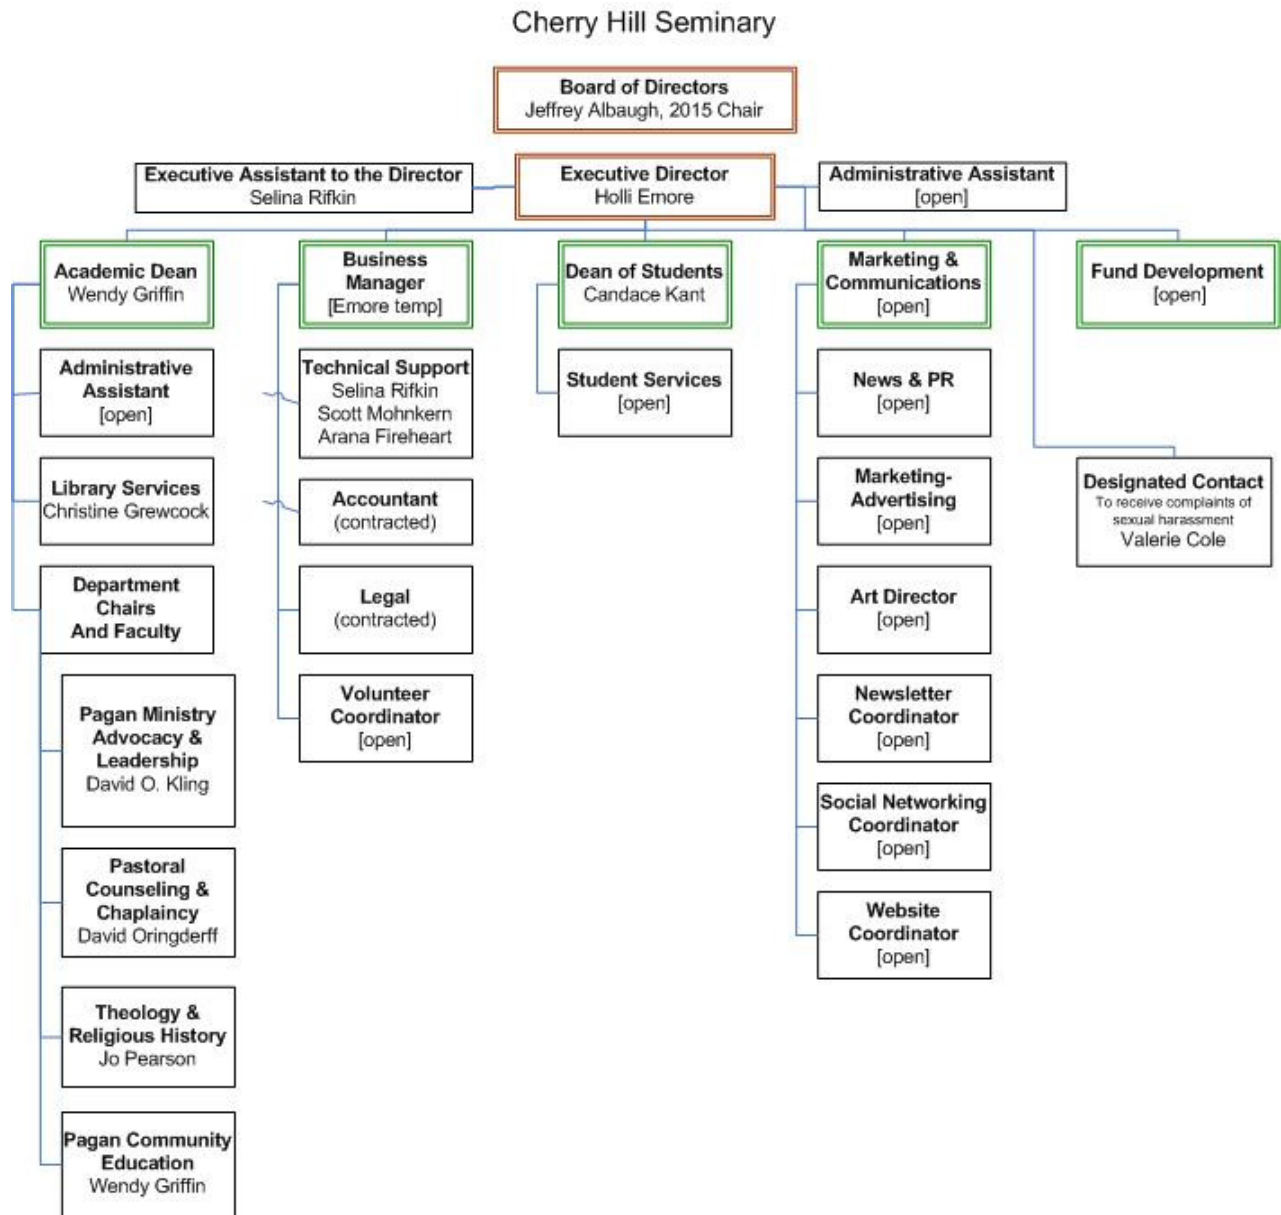 Cherry Hill Seminary
Board of Directors
Jeffrey Albaugh, 2015 Chair
Executive Assistant to the Director
Selina Rifkin
Executive Director
Holli Emore
Administrative Assistant
[open]
Academic Dean
Wendy Griffin
Business
Manager
[Emore temp]
Dean of Students
Candace Kant
Marketing &
Communications
[open]
Fund Development
[open]
Administrative
Assistant
[open]
Technical Support
Selina Rifkin
Scott Mohnkern
Arana Fireheart
Student Services
[open]
News & PR
[open]
Library Services
Christine Grewcock
Accountant
(contracted)
Marketing-
Advertising
[open]
Designated Contact
To receive complaints of
sexual harassment
Valerie Cole
Department
Chairs
And Faculty
Legal
(contracted)
Art Director
[open]
Pagan Ministry
Advocacy &
Leadership
David O. Kling
Volunteer
Coordinator
[open]
Newsletter
Coordinator
[open]
Social Networking
Coordinator
[open]
Pastoral
Counseling &
Chaplaincy
David Oringderff
Website
Coordinator
[open]
Theology &
Religious History
Jo Pearson
Pagan Community
Education
Wendy Griffin